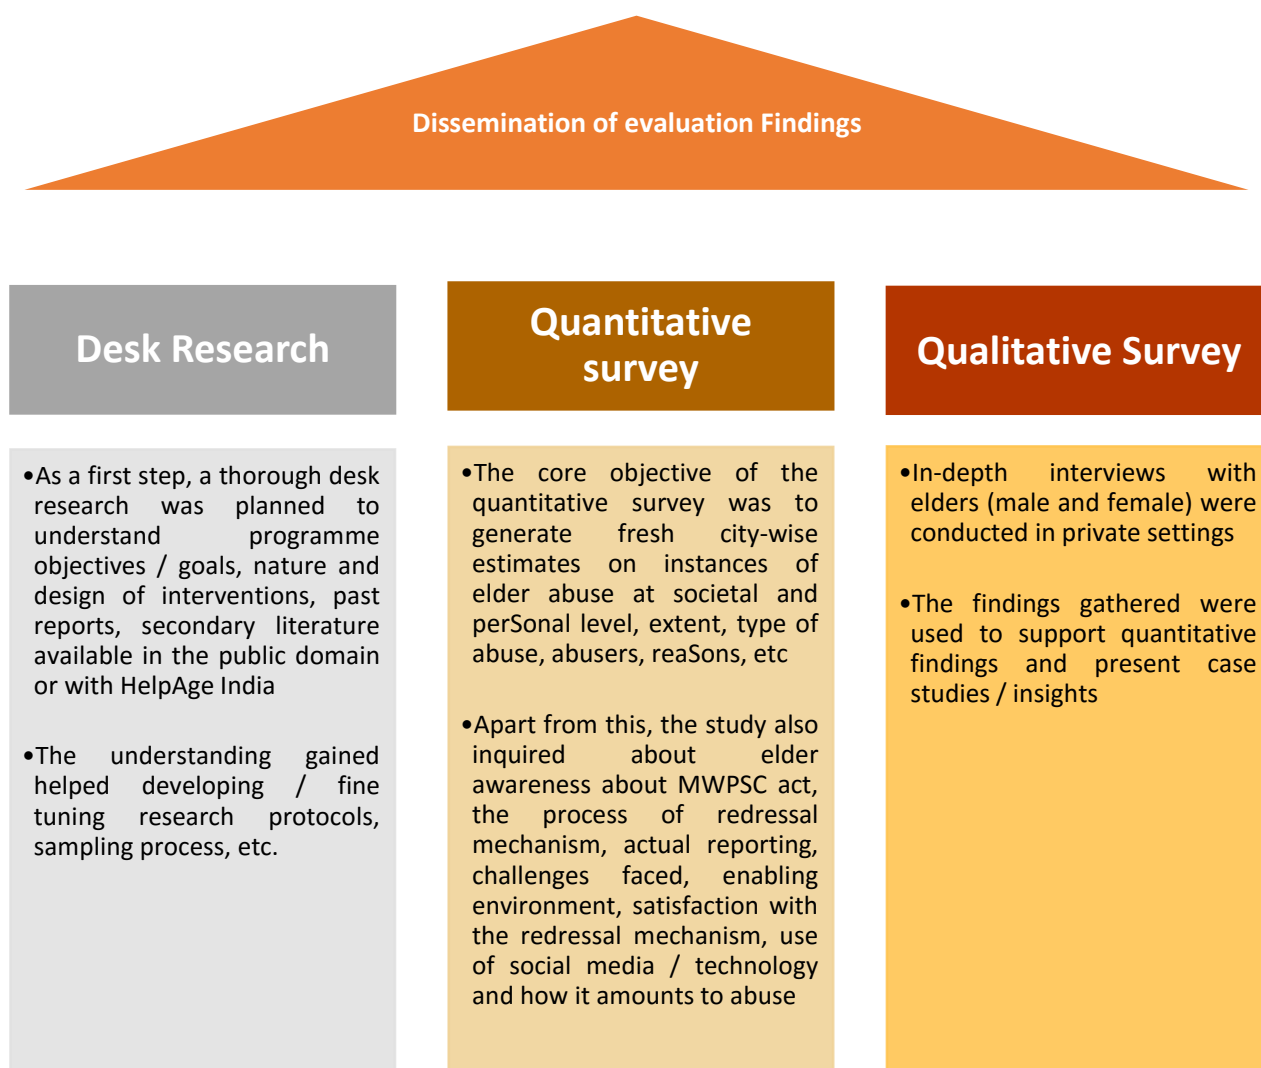 Dissemination of evaluation Findings
Desk Research
•As a first step, a thorough desk
research was planned to
understand programme
objectives / goals, nature and
design of interventions, past
reports, secondary literature
available in the public domain
or with HelpAge India
•The understanding gained
helped developing / fine
tuning research protocols,
sampling process, etc.
Quantitative
survey
•The core objective of the
quantitative survey was to
generate fresh city-wise
estimates on instances of
elder abuse at societal and
perSonal level, extent, type of
abuse, abusers, reaSons, etc
•Apart from this, the study also
inquired about elder
awareness about MWPSC act,
the process of redressal
mechanism, actual reporting,
challenges faced, enabling
environment, satisfaction with
the redressal mechanism, use
of social media / technology
and how it amounts to abuse
Qualitative Survey
•In-depth interviews with
elders (male and female) were
conducted in private settings
•The findings gathered were
used to support quantitative
findings and present case
studies / insights